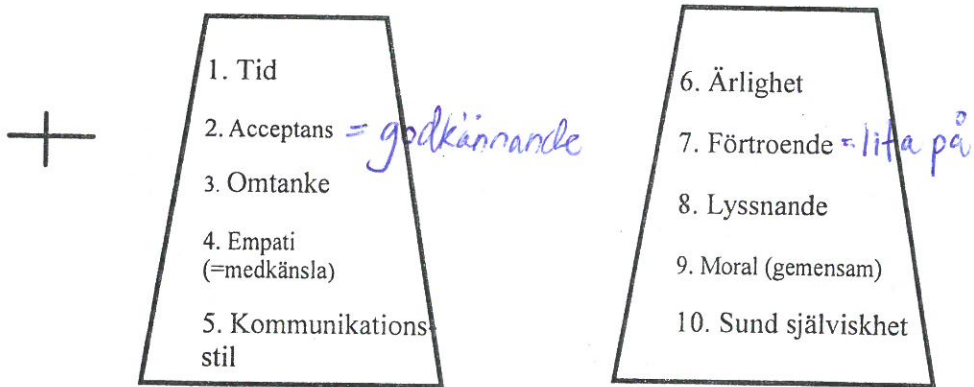 +
1. Tid
2. Acceptans = godkännande
3. Omtanke
4. Empati
(=medkänsla)
5. Kommunikations
stil
6. Ärlighet
7. Förtroende = lita på
8. Lyssnande
9. Moral (gemensam)
10. Sund själviskhet